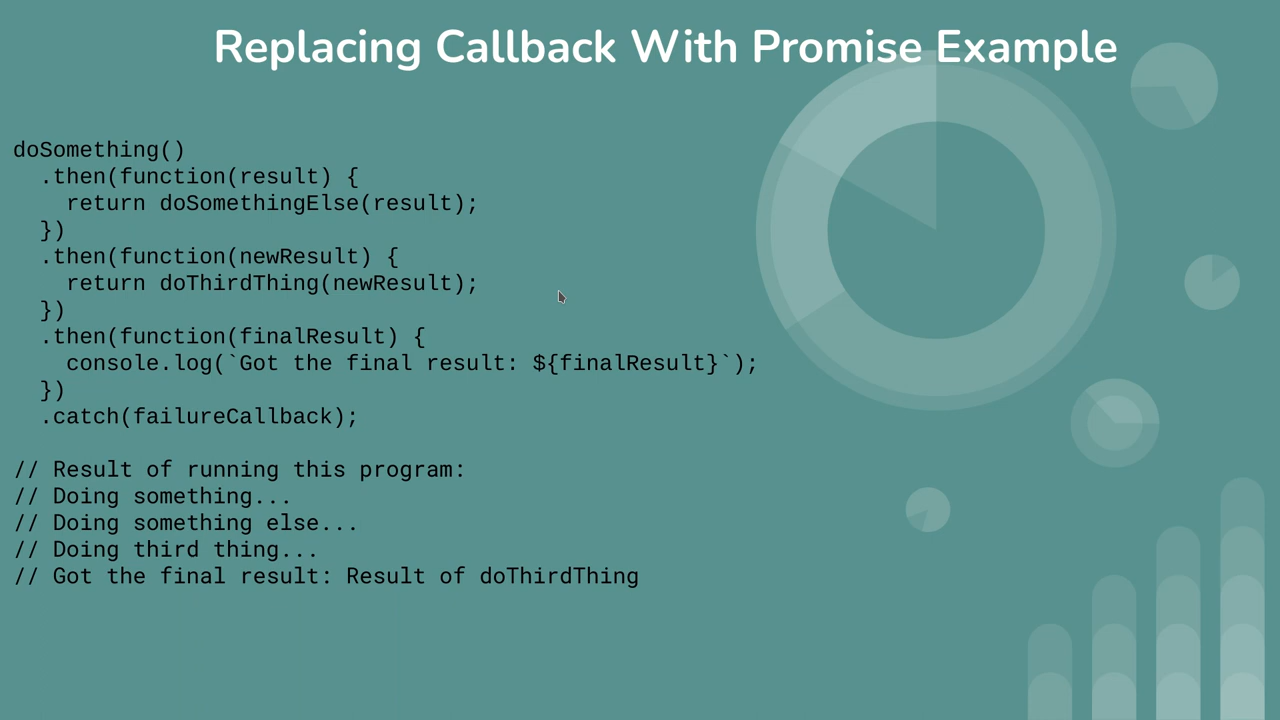 Replacing Callback With Promise Example
doSomething()
  .then(function(result) {
    return doSomethingElse(result);
  })
  .then(function(newResult) {
    return doThirdThing(newResult);
  })
  .then(function(finalResult) {
    console.log(`Got the final result: ${finalResult}`);
  })
  .catch(failureCallback);
// Result of running this program:
// Doing something...
// Doing something else...
// Doing third thing...
// Got the final result: Result of doThirdThing